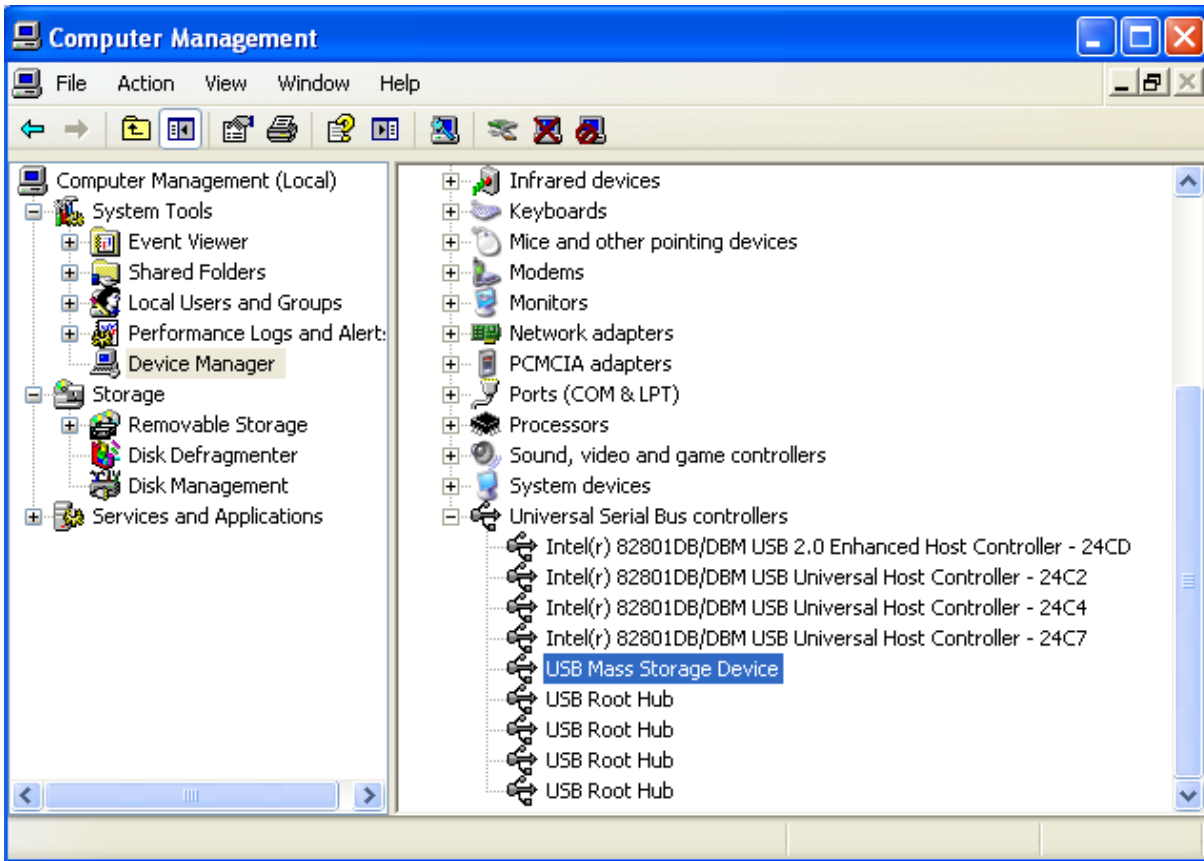 Computer Management
File Action View Window Help
Computer Management (Local)
System Tools
Event Viewer
Shared Folders
Local Users and Groups
Performance Logs and Alert
Device Manager
Storage
Removable Storage
Disk Defragmenter
Disk Management
Services and Applications
Infrared devices
Keyboards
Mice and other pointing devices
Modems
Monitors
Network adapters
PCMCIA adapters
Ports (COM & LPT)
Processors
Sound, video and game controllers
System devices
Universal Serial Bus controllers
Intel(r) 82801DB/DBM USB 2.0 Enhanced Host Controller - 24CD
Intel(r) 82801DB/DBM USB Universal Host Controller - 24C2
Intel(r) 82801DB/DBM USB Universal Host Controller - 24C4
Intel(r) 82801DB/DBM USB Universal Host Controller - 24C7
USB Mass Storage Device
USB Root Hub
USB Root Hub
USB Root Hub
USB Root Hub